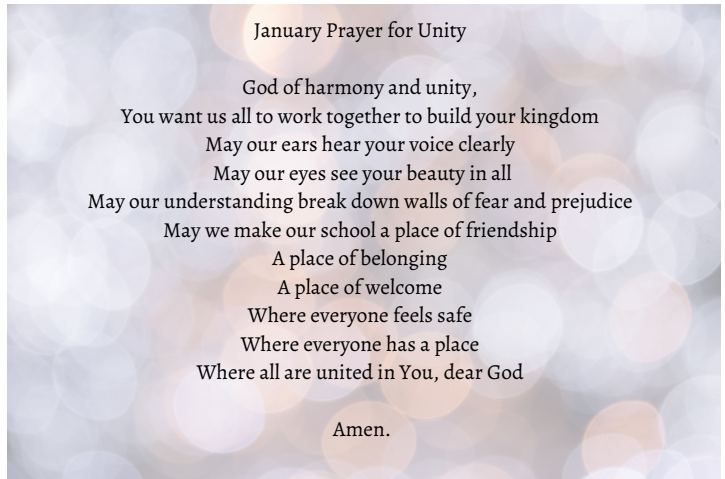 January Prayer for Unity
God of harmony and unity,
You want us all to work together to build your kingdom
May our ears hear your voice clearly
May our eyes see your beauty in all
May our understanding break down walls of fear and prejudice
May we make our school a place of friendship
A place of belonging
A place of welcome
Where everyone feels safe
Where everyone has a place
Where all are united in You, dear God
Amen.